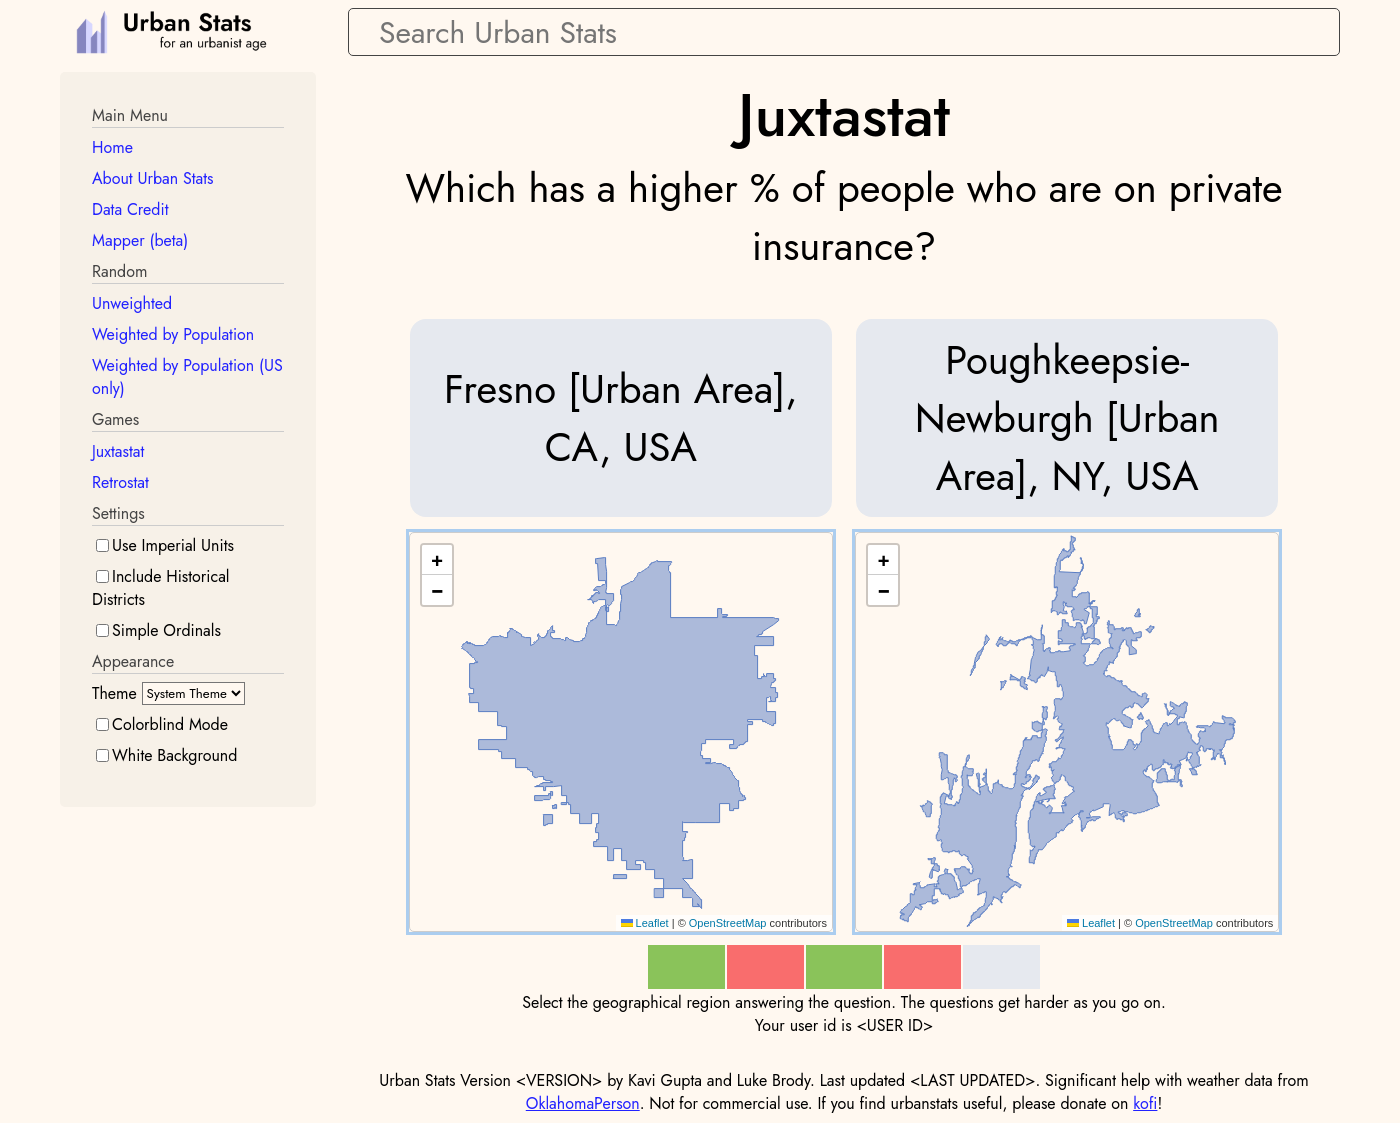 Urban Stats
for an urbanist age
Search Urban Stats
Main Menu
Home
About Urban Stats
Data Credit
Mapper (beta)
Random
Unweighted
Weighted by Population
Weighted by Population (US
only)
Games
Juxtastat
Retrostat
Settings
Use Imperial Units
Include Historical
Districts
Simple Ordinals
Appearance
Theme System Theme
Colorblind Mode
White Background
Juxtastat
Which has a higher % of people who are on private
insurance?
Fresno [Urban Area],
CA, USA
Poughkeepsie-
Newburgh [Urban
Area], NY, USA
+
−
Leaflet | © OpenStreetMap contributors
+
−
Leaflet | © OpenStreetMap contributors
Select the geographical region answering the question. The questions get harder as you go on.
Your user id is <USER ID>
Urban Stats Version <VERSION> by Kavi Gupta and Luke Brody. Last updated <LAST UPDATED>. Significant help with weather data from
OklahomaPerson. Not for commercial use. If you find urbanstats useful, please donate on kofi!